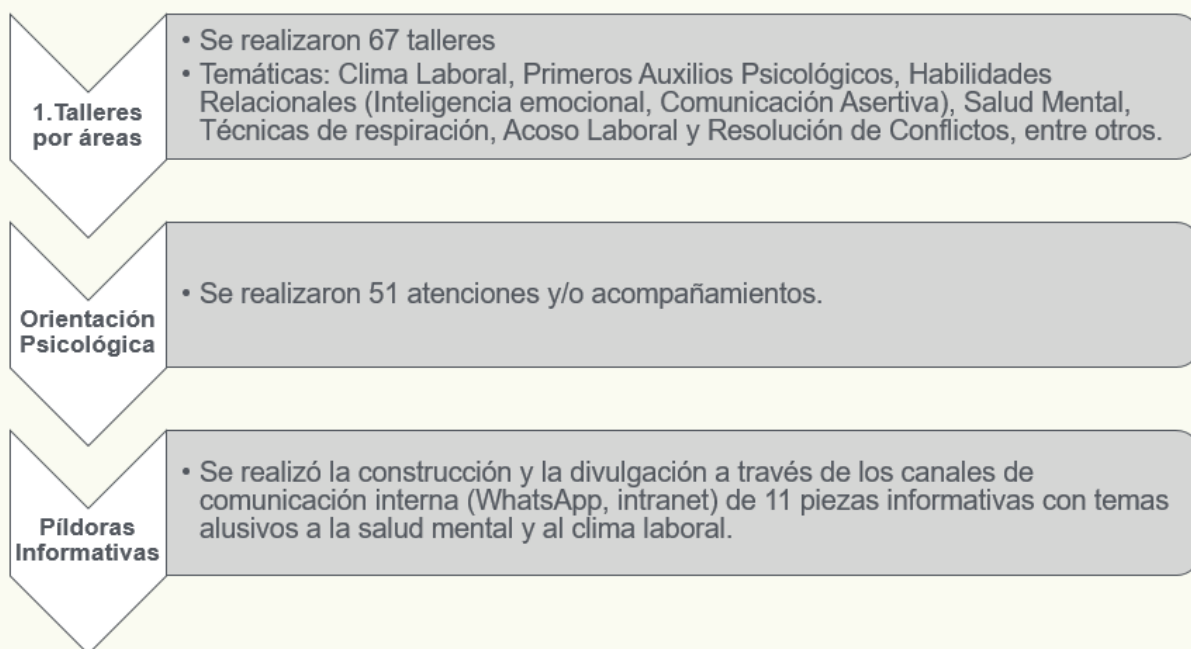 1.Talleres
por áreas
• Se realizaron 67 talleres
• Temáticas: Clima Laboral, Primeros Auxilios Psicológicos, Habilidades
Relacionales (Inteligencia emocional, Comunicación Asertiva), Salud Mental,
Técnicas de respiración, Acoso Laboral y Resolución de Conflictos, entre otros.
Orientación
Psicológica
• Se realizaron 51 atenciones y/o acompañamientos.
Píldoras
Informativas
• Se realizó la construcción y la divulgación a través de los canales de
comunicación interna (WhatsApp, intranet) de 11 piezas informativas con temas
alusivos a la salud mental y al clima laboral.